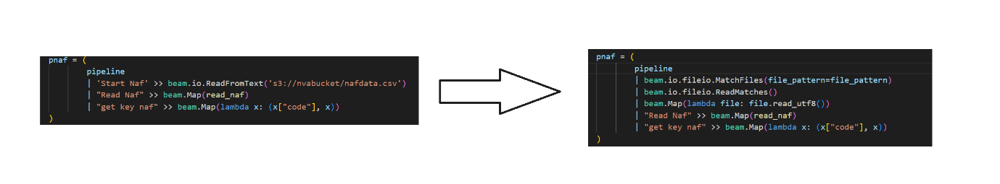 pnaf = (
pipeline
| 'Start Naf' >> beam.io.ReadFromText('s3://nvabucket/nafdata.csv')
| "Read Naf" >> beam.Map(read_naf)
| "get key naf" >> beam.Map(lambda x: (x["code"], x))
)
pnaf = (
pipeline
| beam.io.fileio.MatchFiles(file_pattern=file_pattern)
| beam.io.fileio.ReadMatches()
| beam.Map(lambda file: file.read_utf8())
| "Read Naf" >> beam.Map(read_naf)
| "get key naf" >> beam.Map(lambda x: (x["code"], x))
)